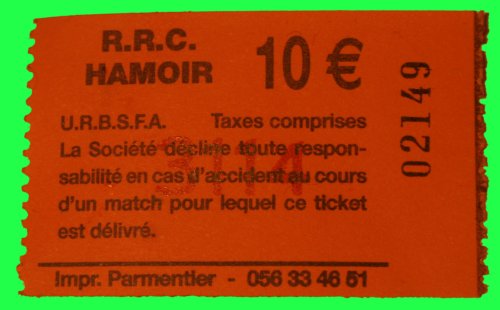 R.R.C.
HAMOIR
10 €
U.R.B.S.F.A. Taxes comprises
La Société décline toute respon-
sabilité en cas d'accident au cours
d'un match pour lequel ce ticket
est délivré.
Impr. Parmentier - 056 33 46 51
02149
3114